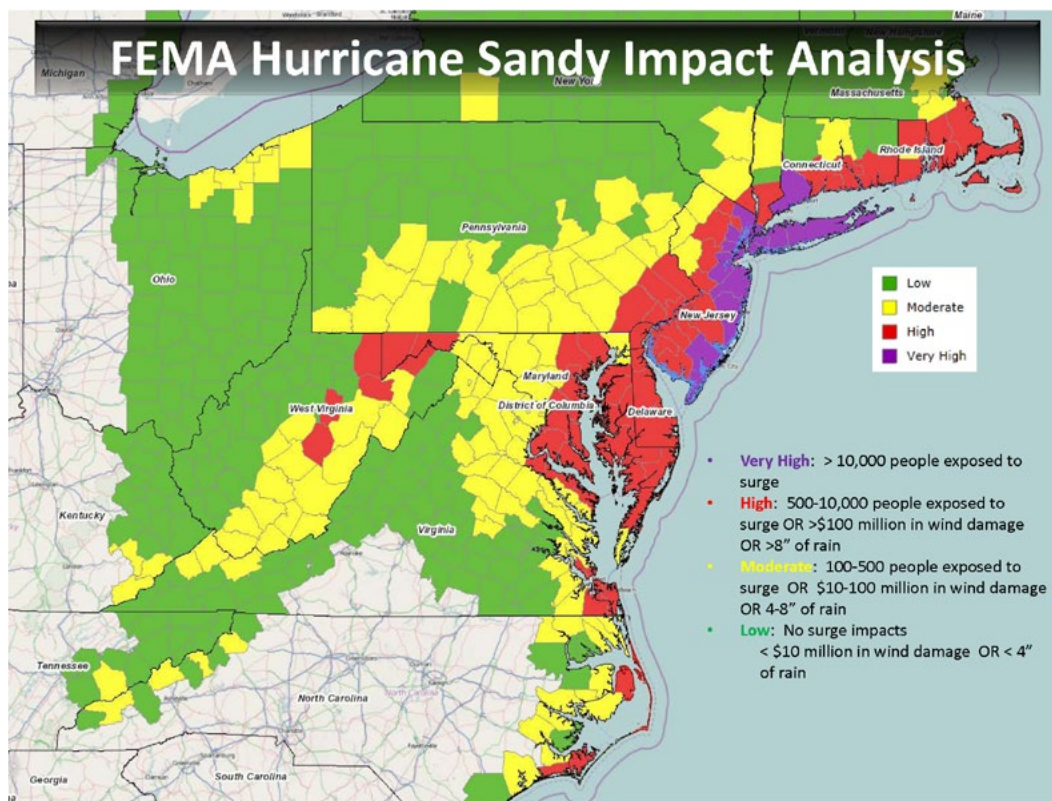 FEMA Hurricane Sandy Impact Analysis
Maine
Michigan
Massachusetts
Rhode Island
Connecticut
Pennsylvania
Ohio
New Jersey
Low
Moderate
High
Very High
Maryland
District of Columbia
Delaware
West Virginia
Kentucky
Virginia
Tennessee
North Carolina
South Carolina
Georgia
• Very High: > 10,000 people exposed to
surge
• High: 500-10,000 people exposed to
surge OR >$100 million in wind damage
OR >8” of rain
• Moderate: 100-500 people exposed to
surge OR $10-100 million in wind damage
OR 4-8” of rain
• Low: No surge impacts
< $10 million in wind damage OR < 4”
of rain